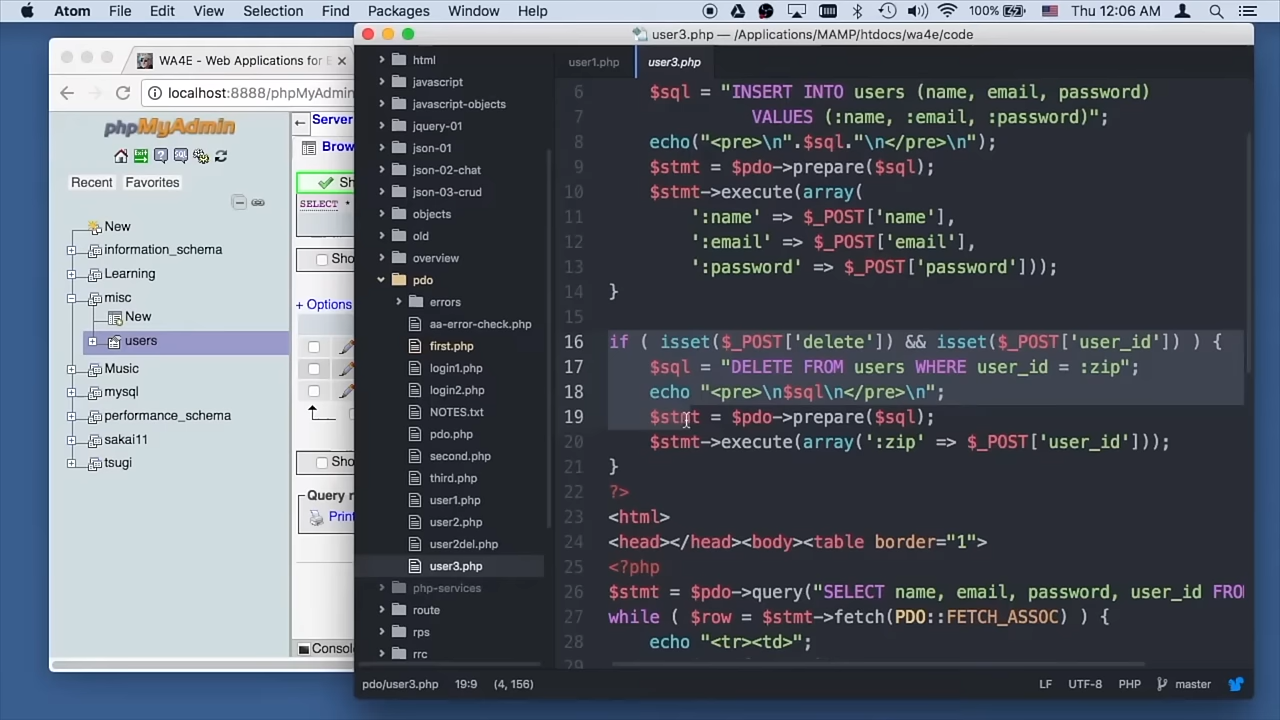 Atom File Edit View Selection Find Packages Window Help 100% Thu 12:06 AM
WA4E - Web Applications for E
localhost:8888/phpMyAdmin
phpMyAdmin
Recent Favorites
New
information_schema
Learning
misc
New
users
Music
mysql
performance_schema
sakai11
tsugi
Server
Brow
Sh
SELECT *
Sho
+ Options
Sho
Query r
Print
Console
user3.php — /Applications/MAMP/htdocs/wa4e/code
html
javascript
javascript-objects
jquery-01
json-01
json-02-chat
json-03-crud
objects
old
overview
pdo
errors
aa-error-check.php
first.php
login1.php
login2.php
NOTES.txt
pdo.php
second.php
third.php
user1.php
user2.php
user2del.php
user3.php
php-services
route
rps
rrc
user1.php user3.php
6 $sql = "INSERT INTO users (name, email, password)
7 VALUES (:name, :email, :password)";
8 echo("<pre>\n".$sql."\n</pre>\n");
9 $stmt = $pdo->prepare($sql);
10 $stmt->execute(array(
11 ':name' => $_POST['name'],
12 ':email' => $_POST['email'],
13 ':password' => $_POST['password']));
14 }
15
16 if ( isset($_POST['delete']) && isset($_POST['user_id']) ) {
17 $sql = "DELETE FROM users WHERE user_id = :zip";
18 echo "<pre>\n$sql\n</pre>\n";
19 $stmt = $pdo->prepare($sql);
20 $stmt->execute(array(':zip' => $_POST['user_id']));
21 }
22 ?>
23 <html>
24 <head></head><body><table border="1">
25 <?php
26 $stmt = $pdo->query("SELECT name, email, password, user_id FRO
27 while ( $row = $stmt->fetch(PDO::FETCH_ASSOC) ) {
28 echo "<tr><td>";
29
pdo/user3.php 19:9 (4, 156) LF UTF-8 PHP master